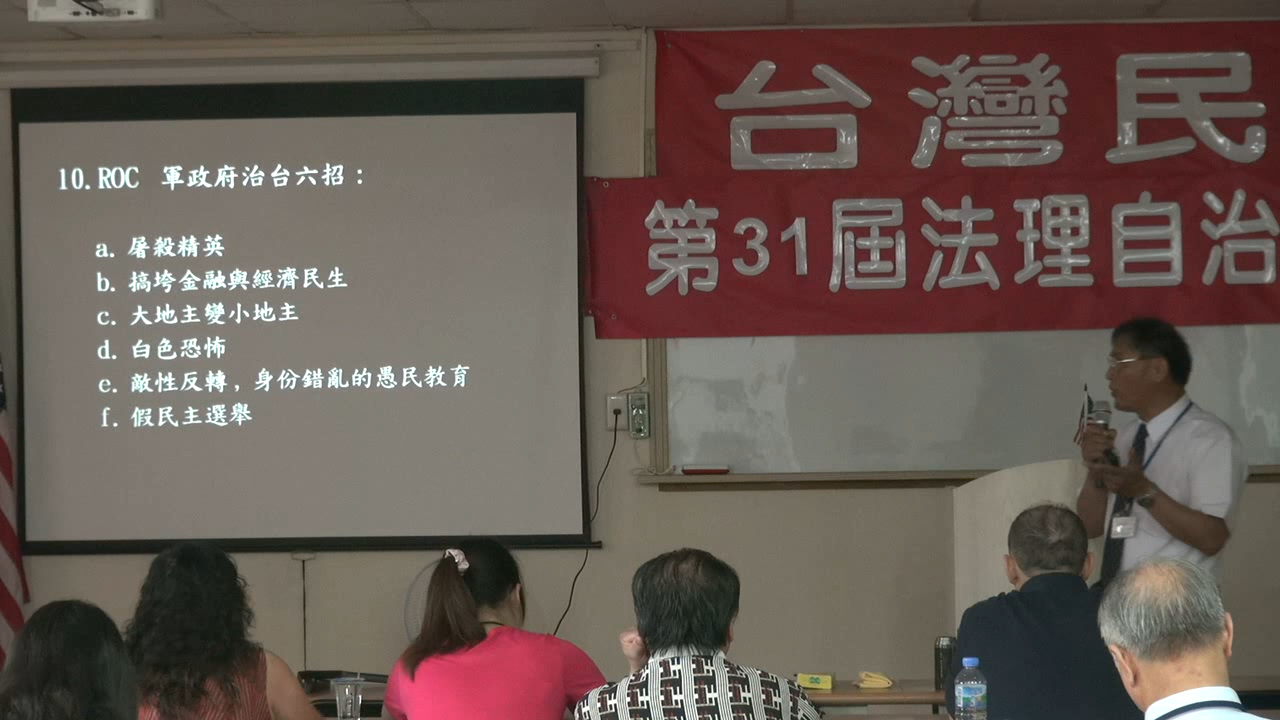 10. ROC 軍政府治台六招：
a. 屠殺精英
b. 搞垮金融與經濟民生
c. 大地主變小地主
d. 白色恐怖
e. 敵性反轉，身份錯亂的愚民教育
f. 假民主選舉
台灣民
第31屆法理自治